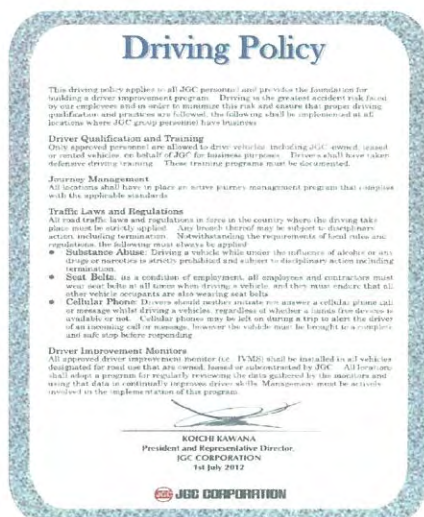 Driving Policy
This driving policy applies to all JGC personnel and provides the foundation for
building a driver improvement program. Driving is the greatest accident risk faced
by our employees and in order to minimize this risk and ensure that proper driving
qualification and practices are followed, the following shall be implemented at all
locations where JGC group personnel have business
Driver Qualification and Training
Only approved personnel are allowed to drive vehicles, including JGC owned, leased
or rented vehicles, on behalf of JGC for business purposes. Drivers shall have taken
defensive driving training. These training programs must be documented.
Journey Management
All locations shall have in place an active journey management program that complies
with the applicable standards
Traffic Laws and Regulations
All road traffic laws and regulations in force in the country where the driving take
place must be strictly applied. Any breach thereof may be subject to disciplinary
action, including termination. Notwithstanding the requirements of local rules and
regulations, the following must always be applied
● Substance Abuse: Driving a vehicle while under the influence of alcohol or any
drugs or narcotics is strictly prohibited and subject to disciplinary action including
termination.
● Seat Belts: as a condition of employment, all employees and contractors must
wear seat belts at all times when driving a vehicle, and they must endure that all
other vehicle occupants are also wearing seat belts
● Cellular Phone: Drivers should neither initiate nor answer a cellular phone call
or message whilst driving a vehicle, regardless of whether a hands free device is
available or not. Cellular phones may be left on during a trip to alert the driver
of an incoming call or message, however the vehicle must be brought to a complete
and safe stop before responding
Driver Improvement Monitor
All approved driver improvement monitor (i.e. IVMS) shall be installed in all vehicles
designated for road use that are owned, leased or subcontracted by JGC. All locations
shall adopt a program for regularly reviewing the data gathered by the monitors and
using that data to continually improve driver skills. Management must be actively
involved in the implementation of this program.
KOICHI KAWANA
President and Representative Director,
JGC CORPORATION
1st July 2012
JGC CORPORATION